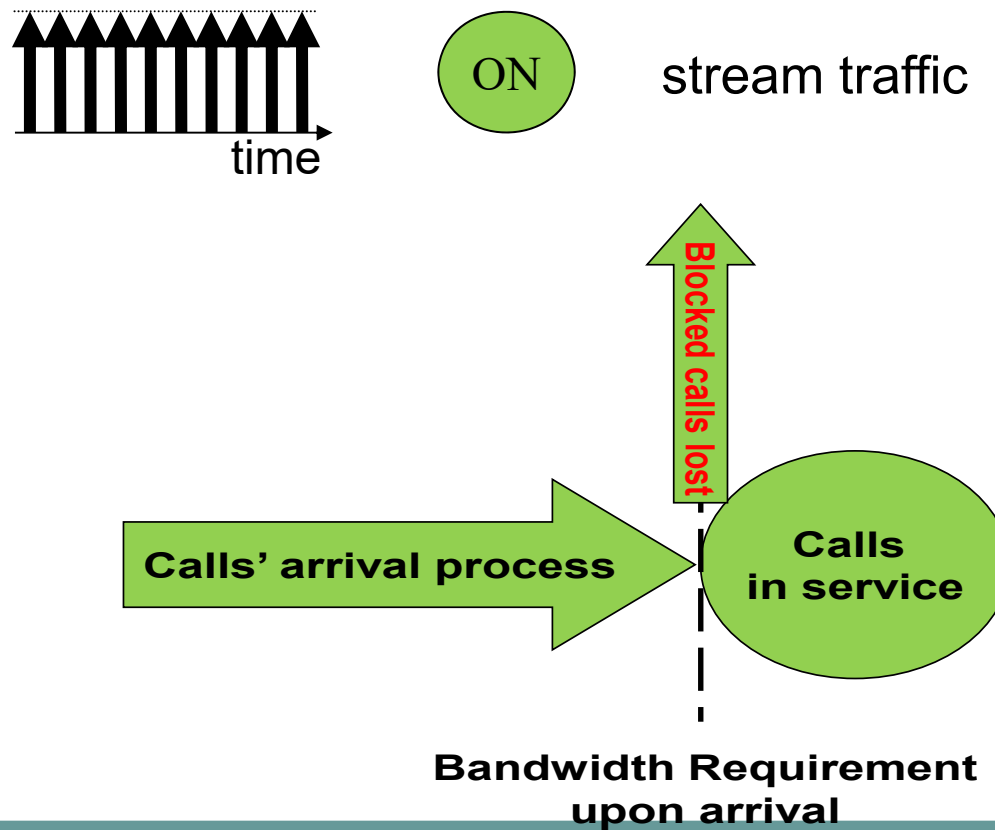 time
ON
stream traffic
Blocked calls lost
Calls’ arrival process
Calls
in service
Bandwidth Requirement
upon arrival